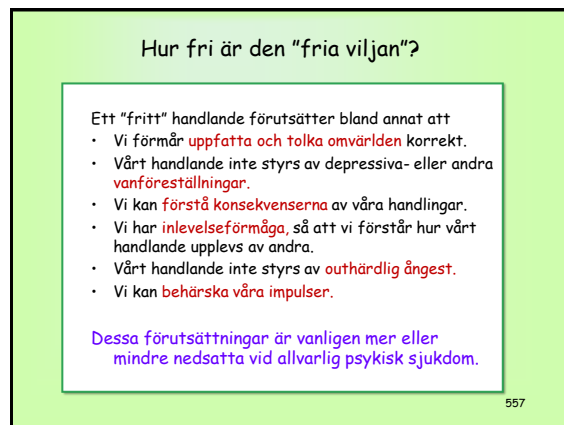 Hur fri är den ”fria viljan”?
Ett ”fritt” handlande förutsätter bland annat att
• Vi förmår uppfatta och tolka omvärlden korrekt.
• Vårt handlande inte styrs av depressiva- eller andra
vanföreställningar.
• Vi kan förstå konsekvenserna av våra handlingar.
• Vi har inlevelseförmåga, så att vi förstår hur vårt
handlande upplevs av andra.
• Vårt handlande inte styrs av outhärdlig ångest.
• Vi kan behärska våra impulser.
Dessa förutsättningar är vanligen mer eller
mindre nedsatta vid allvarlig psykisk sjukdom.
557